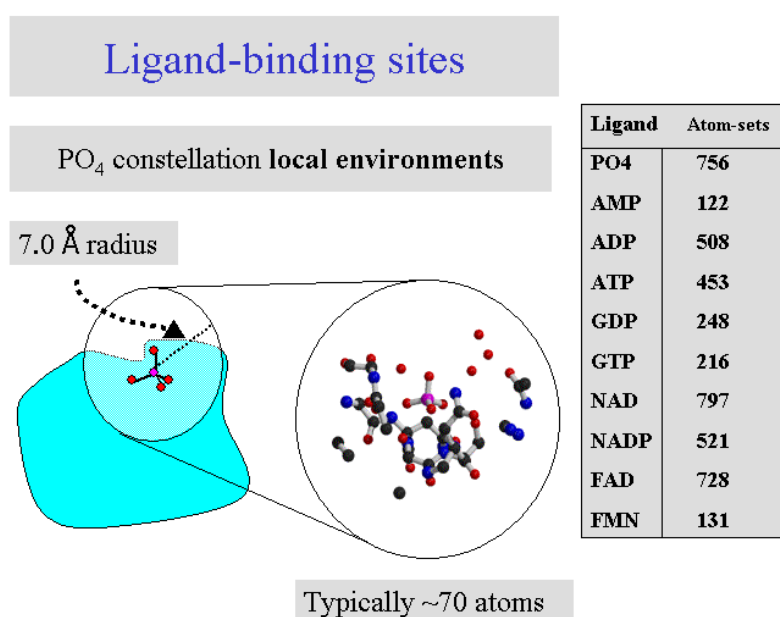 Ligand-binding sites
PO₄ constellation local environments
7.0 Å radius
Typically ~70 atoms
Ligand Atom-sets
PO4 756
AMP 122
ADP 508
ATP 453
GDP 248
GTP 216
NAD 797
NADP 521
FAD 728
FMN 131